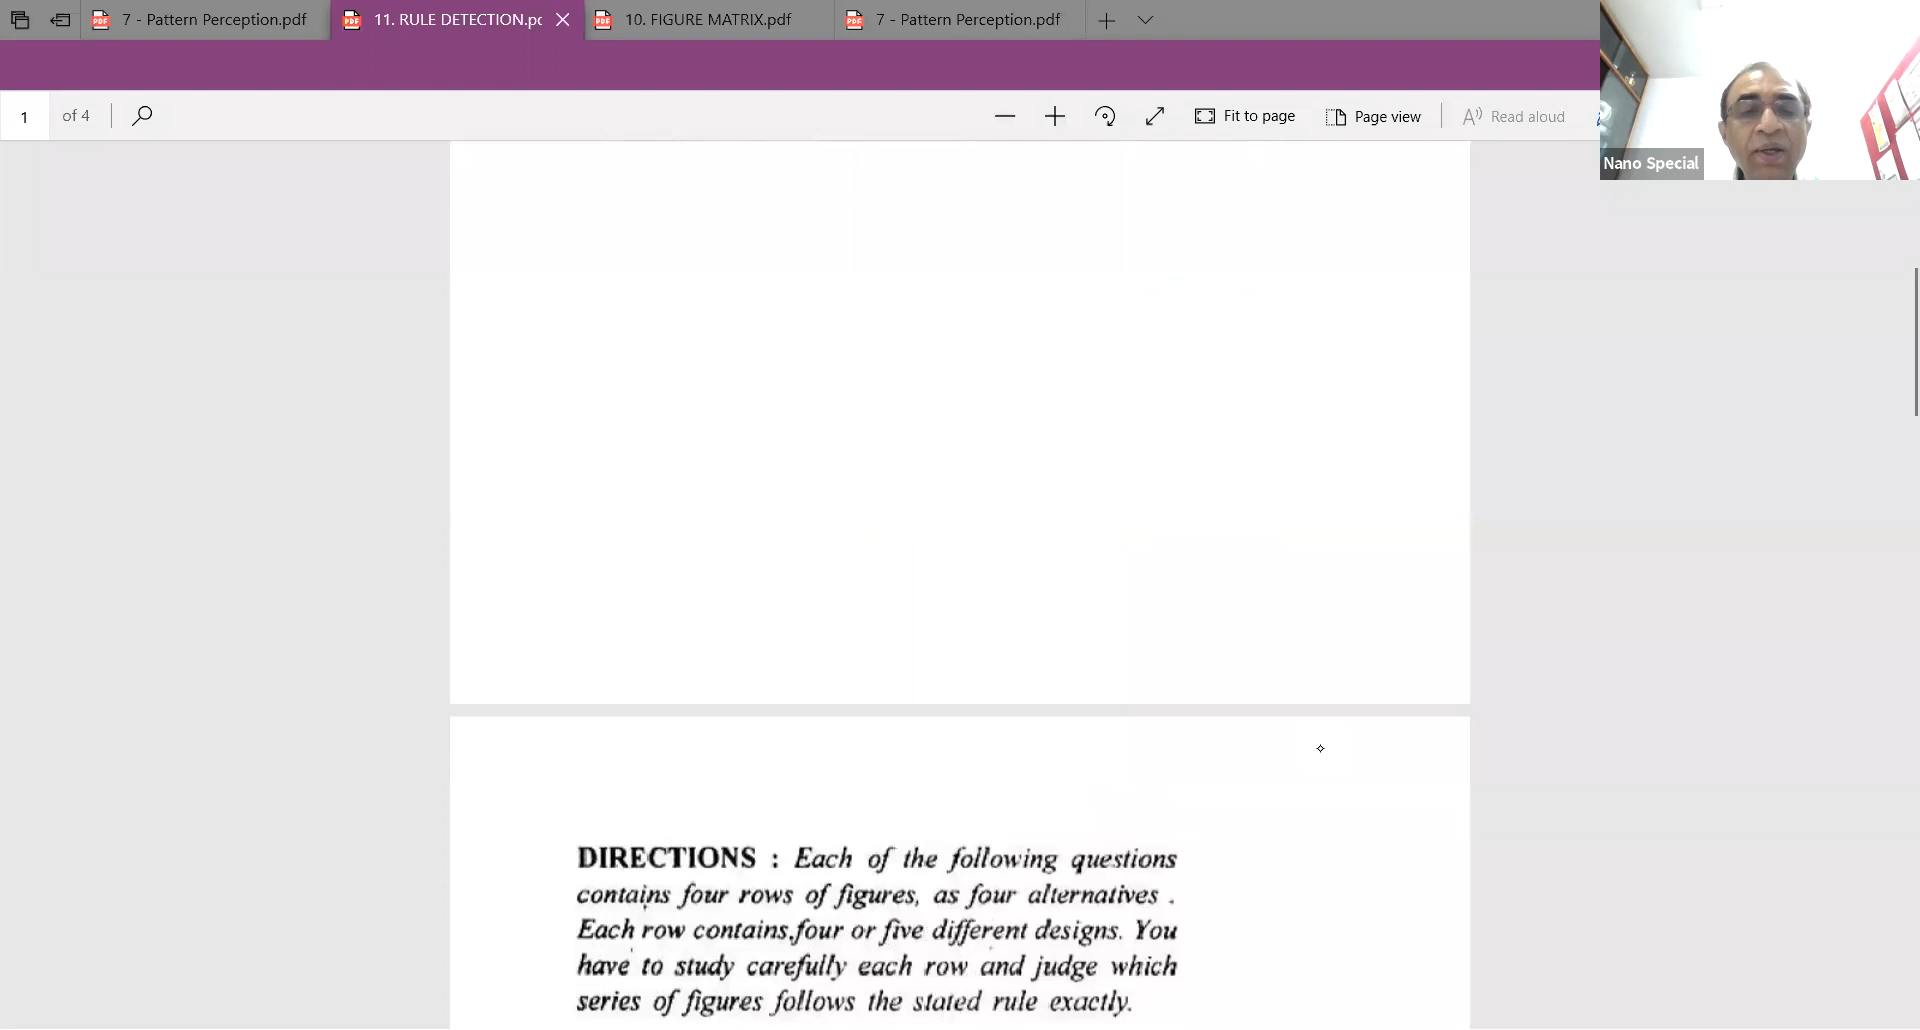 7 - Pattern Perception.pdf
11. RULE DETECTION.pc
10. FIGURE MATRIX.pdf
7 - Pattern Perception.pdf
1 of 4
Fit to page
Page view
Read aloud
Nano Special
DIRECTIONS : Each of the following questions
contains four rows of figures, as four alternatives .
Each row contains four or five different designs. You
have to study carefully each row and judge which
series of figures follows the stated rule exactly.